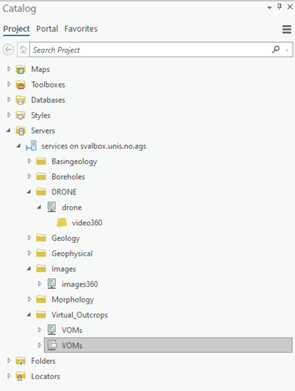 Catalog
Project Portal Favorites
Search Project
Maps
Toolboxes
Databases
Styles
Servers
services on svalbox.unis.no.ags
Basingeology
Boreholes
DRONE
drone
video360
Geology
Geophysical
Images
images360
Morphology
Virtual_Outcrops
VOMs
VOMs
Folders
Locators